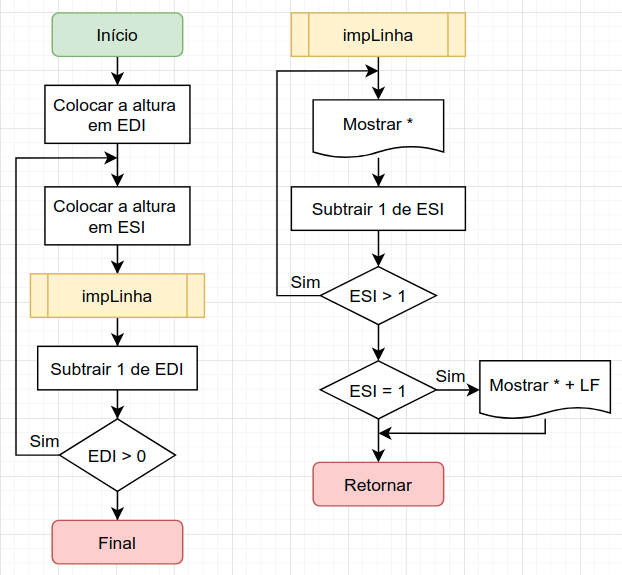 Início
Colocar a altura
em EDI
Colocar a altura
em ESI
impLinha
Subtrair 1 de EDI
Sim
EDI > 0
Final
impLinha
Mostrar *
Subtrair 1 de ESI
Sim
ESI > 1
ESI = 1
Sim
Mostrar * + LF
Retornar